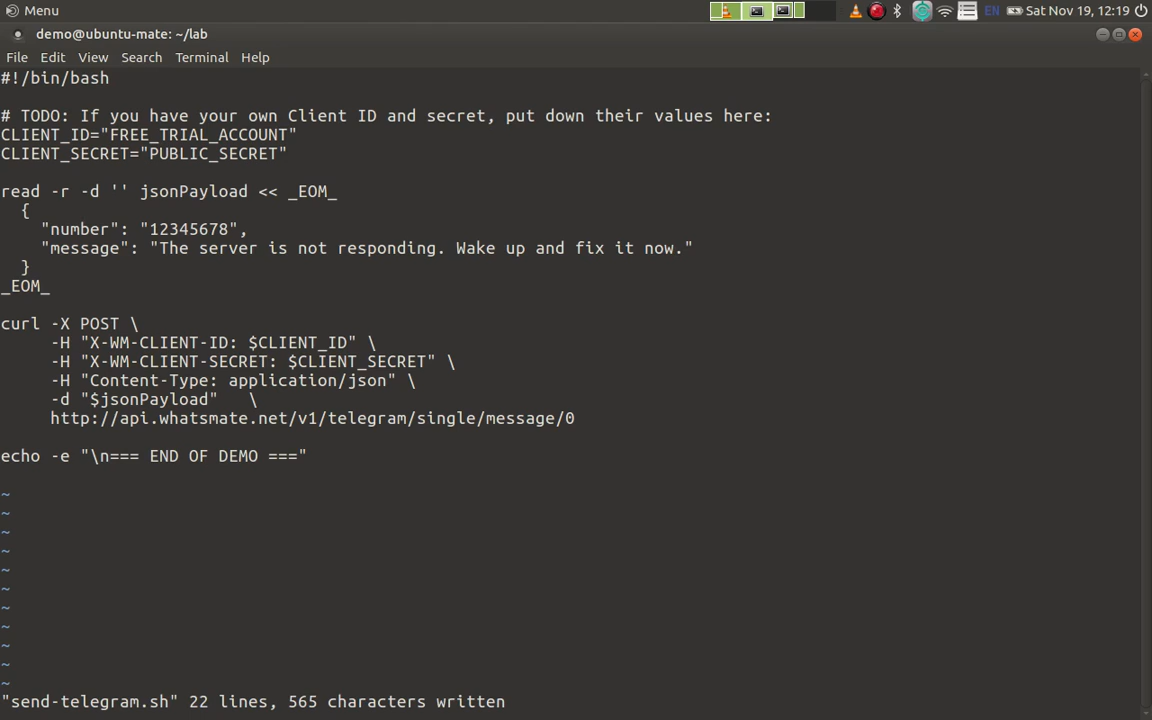 Menu
EN
Sat Nov 19, 12:19
demo@ubuntu-mate: ~/lab
File Edit View Search Terminal Help
#!/bin/bash
# TODO: If you have your own Client ID and secret, put down their values here:
CLIENT_ID="FREE_TRIAL_ACCOUNT"
CLIENT_SECRET="PUBLIC_SECRET"
read -r -d '' jsonPayload << _EOM_
  {
    "number": "12345678",
    "message": "The server is not responding. Wake up and fix it now."
  }
_EOM_
curl -X POST \
     -H "X-WM-CLIENT-ID: $CLIENT_ID" \
     -H "X-WM-CLIENT-SECRET: $CLIENT_SECRET" \
     -H "Content-Type: application/json" \
     -d "$jsonPayload"   \
     http://api.whatsmate.net/v1/telegram/single/message/0
echo -e "\n=== END OF DEMO ==="
~
~
~
~
~
~
~
~
~
~
~
"send-telegram.sh" 22 lines, 565 characters written